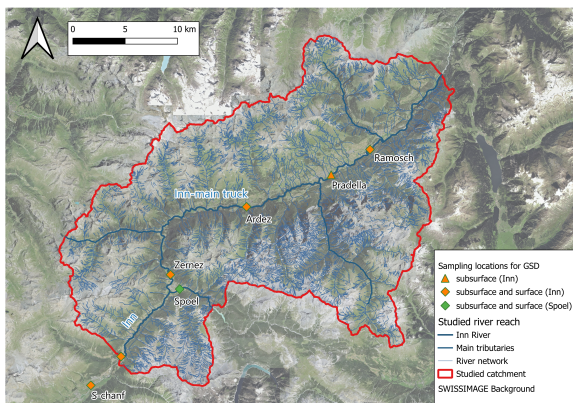 0 5 10 km
Ramosch
Pradella
Inn-main truck
Ardez
Zernez
Spoel
Inn
S-chanf
Sampling locations for GSD
subsurface (Inn)
subsurface and surface (Inn)
subsurface and surface (Spoel)
Studied river reach
Inn River
Main tributaries
River network
Studied catchment
SWISSIMAGE Background